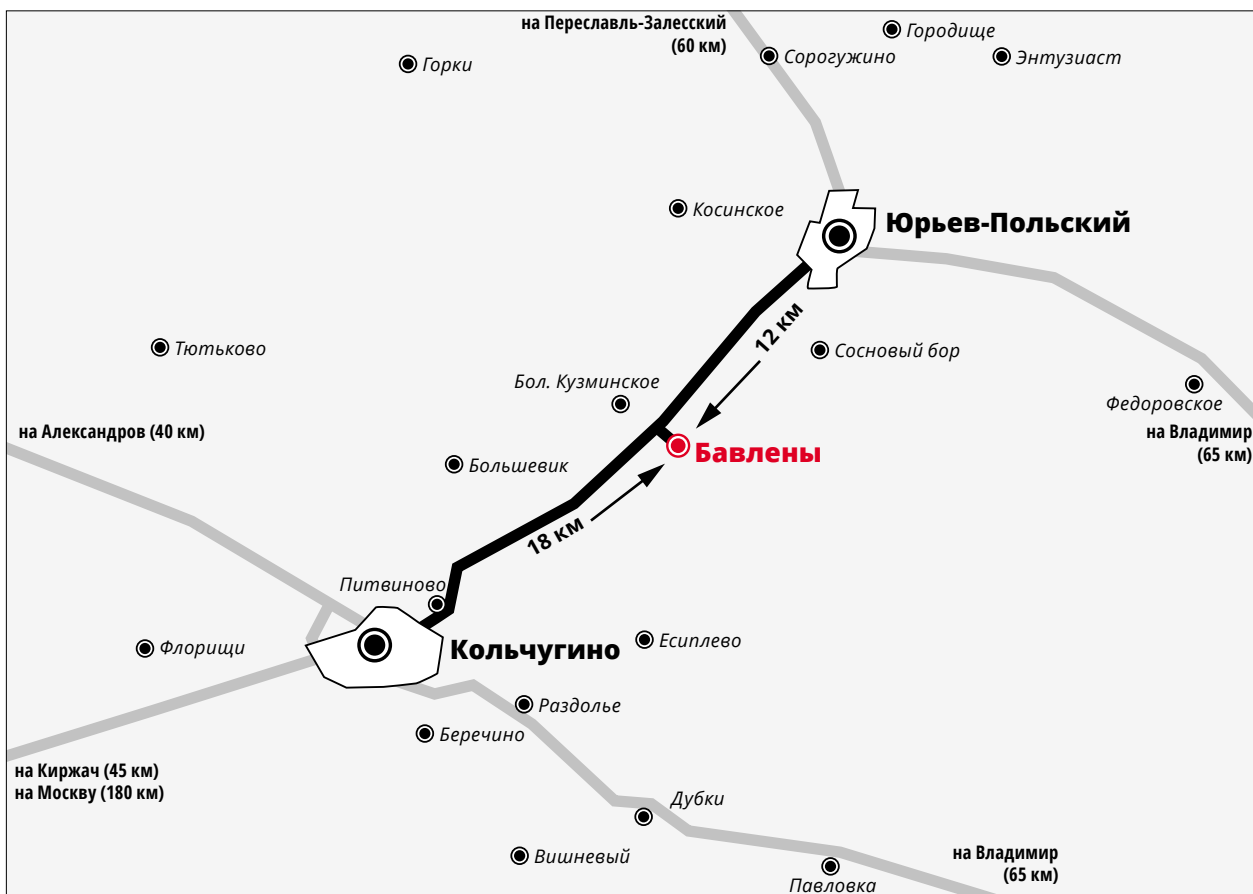 на Переславль-Залесский
(60 км)
Городище
Сорогужино
Энтузиаст
Горки
Косинское
Юрьев-Польский
12 км
Тютьково
Сосновый бор
Бол. Кузминское
Федоровское
на Владимир
(65 км)
на Александров (40 км)
Бавлены
Большевик
18 км
Питвиново
Флорищи
Кольчугино
Есиплево
Раздолье
Беречино
на Киржач (45 км)
на Москву (180 км)
Дубки
Вишневый
на Владимир
(65 км)
Павловка